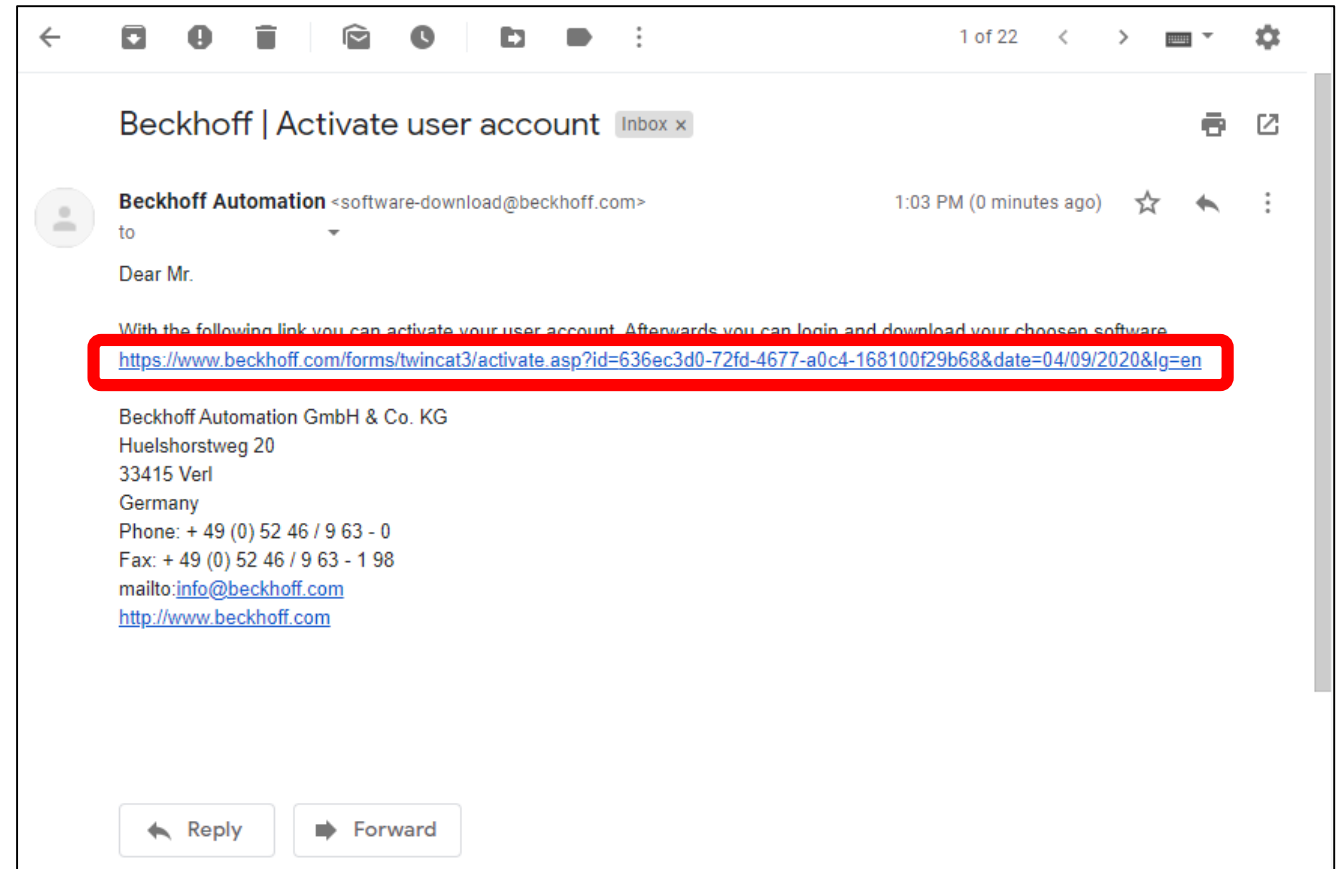 1 of 22
Beckhoff | Activate user account Inbox x
Beckhoff Automation <software-download@beckhoff.com> 1:03 PM (0 minutes ago)
to
Dear Mr.
With the following link you can activate your user account. Afterwards you can login and download your choosen software
https://www.beckhoff.com/forms/twincat3/activate.asp?id=636ec3d0-72fd-4677-a0c4-168100f29b68&date=04/09/2020&lg=en
Beckhoff Automation GmbH & Co. KG
Huelshorstweg 20
33415 Verl
Germany
Phone: + 49 (0) 52 46 / 9 63 - 0
Fax: + 49 (0) 52 46 / 9 63 - 1 98
mailto:info@beckhoff.com
http://www.beckhoff.com
Reply
Forward